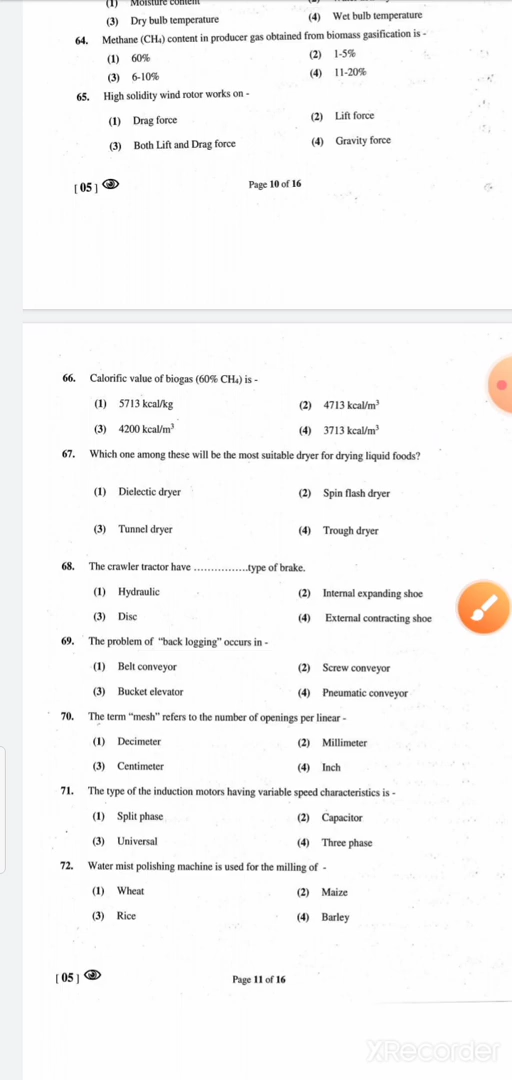 (1) Moisture content
(3) Dry bulb temperature (4) Wet bulb temperature
64. Methane (CH₄) content in producer gas obtained from biomass gasification is -
(1) 60% (2) 1-5%
(3) 6-10% (4) 11-20%
65. High solidity wind rotor works on -
(1) Drag force (2) Lift force
(3) Both Lift and Drag force (4) Gravity force
[ 05 ] Page 10 of 16
66. Calorific value of biogas (60% CH₄) is -
(1) 5713 kcal/kg (2) 4713 kcal/m³
(3) 4200 kcal/m³ (4) 3713 kcal/m³
67. Which one among these will be the most suitable dryer for drying liquid foods?
(1) Dielectic dryer (2) Spin flash dryer
(3) Tunnel dryer (4) Trough dryer
68. The crawler tractor have ................type of brake.
(1) Hydraulic (2) Internal expanding shoe
(3) Disc (4) External contracting shoe
69. The problem of “back logging” occurs in -
(1) Belt conveyor (2) Screw conveyor
(3) Bucket elevator (4) Pneumatic conveyor
70. The term “mesh” refers to the number of openings per linear -
(1) Decimeter (2) Millimeter
(3) Centimeter (4) Inch
71. The type of the induction motors having variable speed characteristics is -
(1) Split phase (2) Capacitor
(3) Universal (4) Three phase
72. Water mist polishing machine is used for the milling of -
(1) Wheat (2) Maize
(3) Rice (4) Barley
[ 05 ] Page 11 of 16
XRecorder